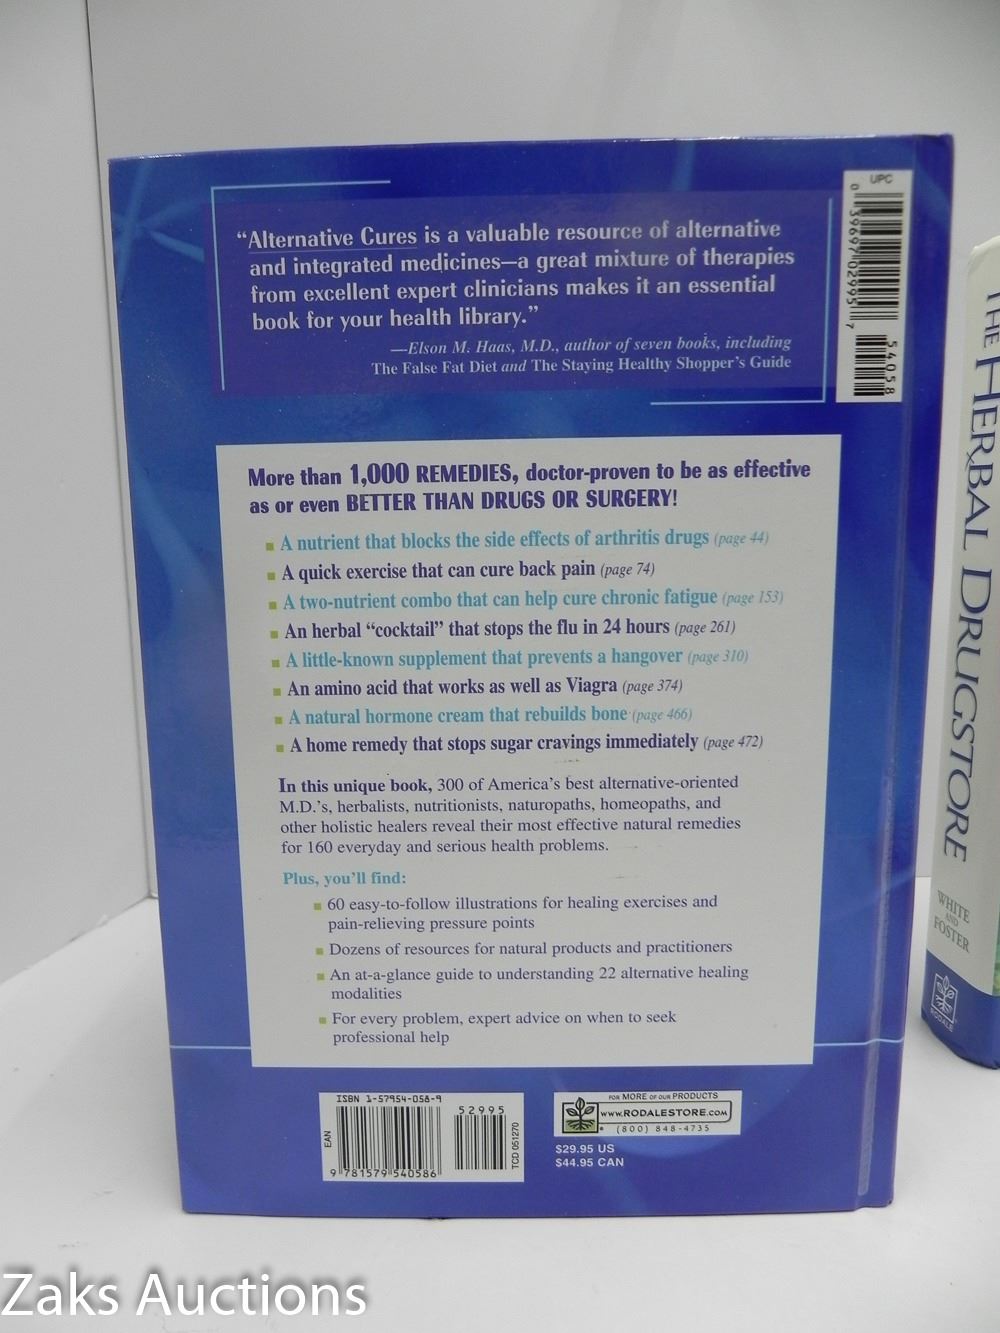 UPC
0 39697 02995 7
54058
“Alternative Cures is a valuable resource of alternative
and integrated medicines—a great mixture of therapies
from excellent expert clinicians makes it an essential
book for your health library.”
—Elson M. Haas, M.D., author of seven books, including
The False Fat Diet and The Staying Healthy Shopper’s Guide
More than 1,000 REMEDIES, doctor-proven to be as effective
as or even BETTER THAN DRUGS OR SURGERY!
A nutrient that blocks the side effects of arthritis drugs (page 44)
A quick exercise that can cure back pain (page 74)
A two-nutrient combo that can help cure chronic fatigue (page 153)
An herbal “cocktail” that stops the flu in 24 hours (page 261)
A little-known supplement that prevents a hangover (page 310)
An amino acid that works as well as Viagra (page 374)
A natural hormone cream that rebuilds bone (page 466)
A home remedy that stops sugar cravings immediately (page 472)
In this unique book, 300 of America’s best alternative-oriented
M.D.’s, herbalists, nutritionists, naturopaths, homeopaths, and
other holistic healers reveal their most effective natural remedies
for 160 everyday and serious health problems.
Plus, you’ll find:
60 easy-to-follow illustrations for healing exercises and
pain-relieving pressure points
Dozens of resources for natural products and practitioners
An at-a-glance guide to understanding 22 alternative healing
modalities
For every problem, expert advice on when to seek
professional help
ISBN 1-57954-058-9
52995
EAN
9 781579 540586
TCD 051270
FOR MORE OF OUR PRODUCTS
WWW.RODALESTORE.COM
(800) 848-4735
$29.95 US
$44.95 CAN
THE HERBAL DRUGSTORE
WHITE
AND
FOSTER
RODALE
Zaks Auctions